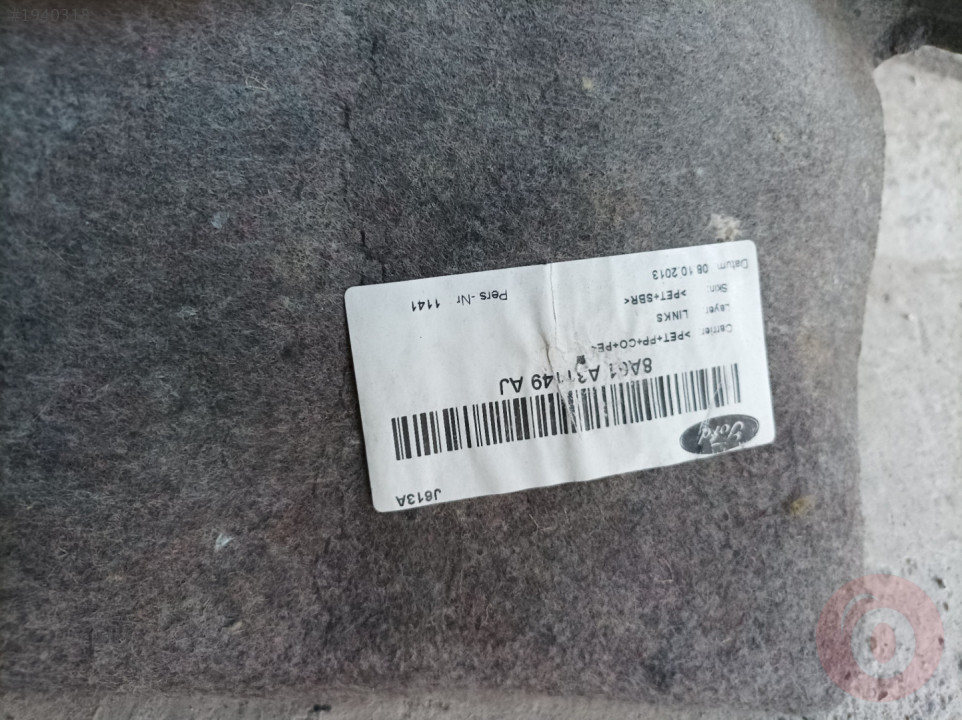 #1940318
J613A
Ford
8A61 A31149 AJ
Carrier >PET+PP+CO+PE<
Layer LINKS
Skin: >PET+SBR<
Datum: 08.10.2013 Pers.-Nr 1141